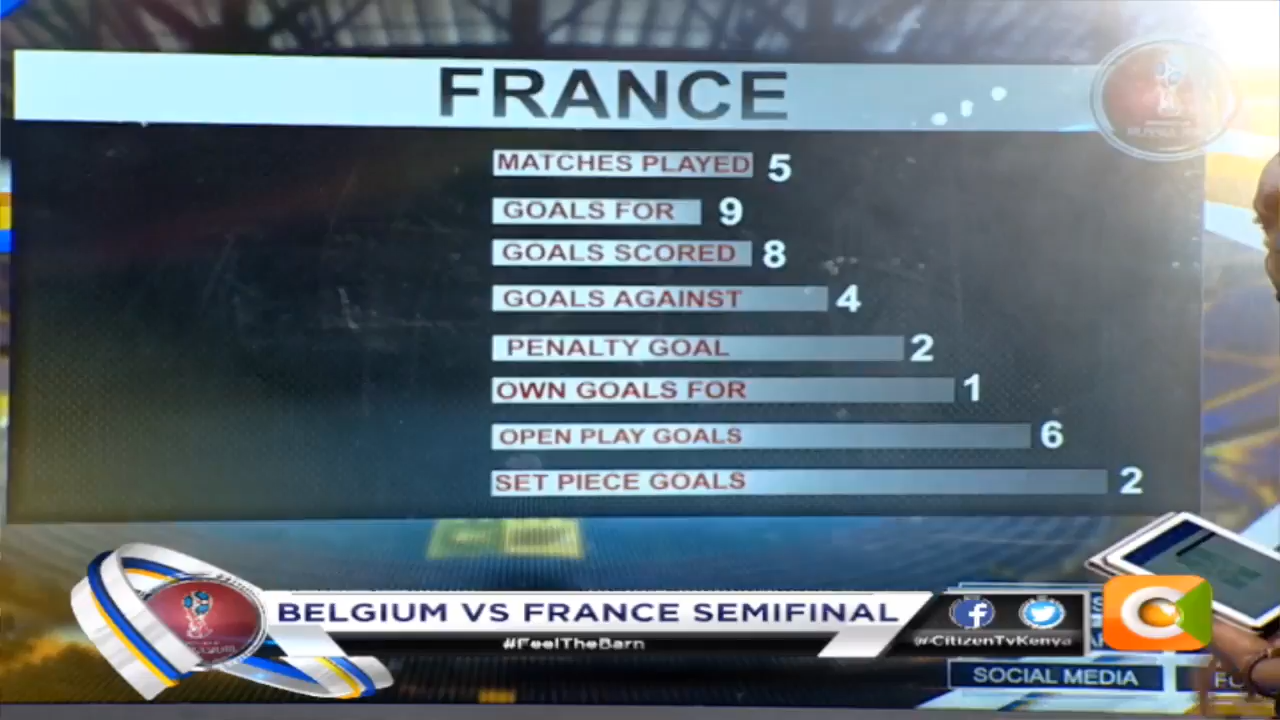 FRANCE
MATCHES PLAYED 5
GOALS FOR 9
GOALS SCORED 8
GOALS AGAINST 4
PENALTY GOAL 2
OWN GOALS FOR 1
OPEN PLAY GOALS 6
SET PIECE GOALS 2
BELGIUM VS FRANCE SEMIFINAL
#FeelTheBarn
@CitizenTvKenya
SOCIAL MEDIA